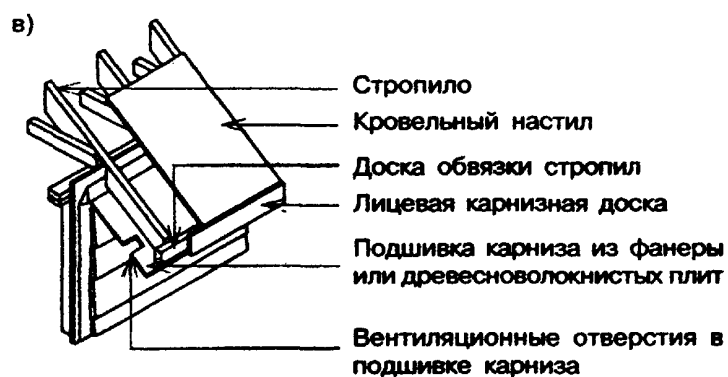 в)
Стропило
Кровельный настил
Доска обвязки стропил
Лицевая карнизная доска
Подшивка карниза из фанеры
или древесноволокнистых плит
Вентиляционные отверстия в
подшивке карниза